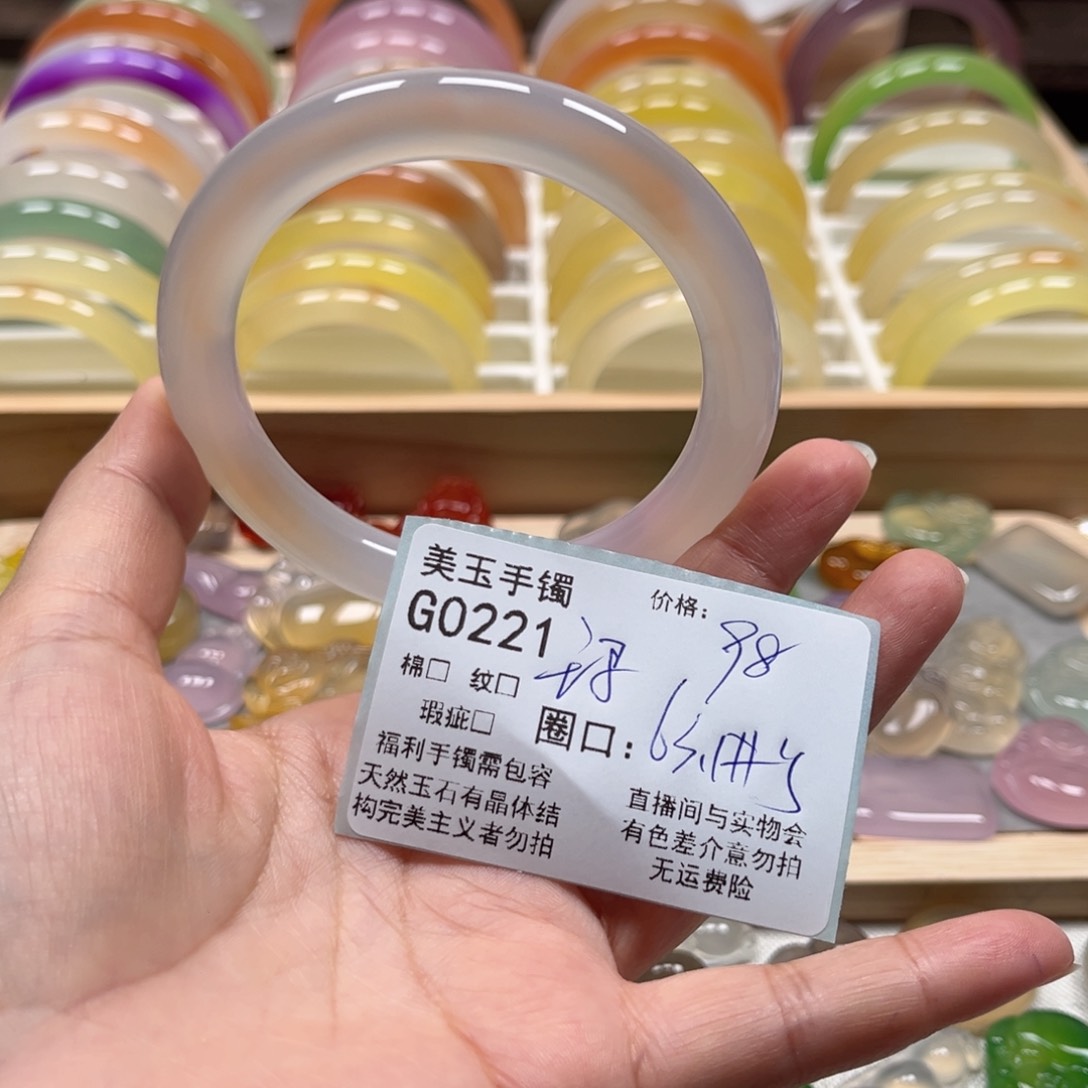 美玉手镯
G0221
价格: 98
棉□ 纹□
瑕疵□
圈口:
福利手镯需包容
天然玉石有晶体结
构完美主义者勿拍
直播间与实物会
有色差介意勿拍
无运费险